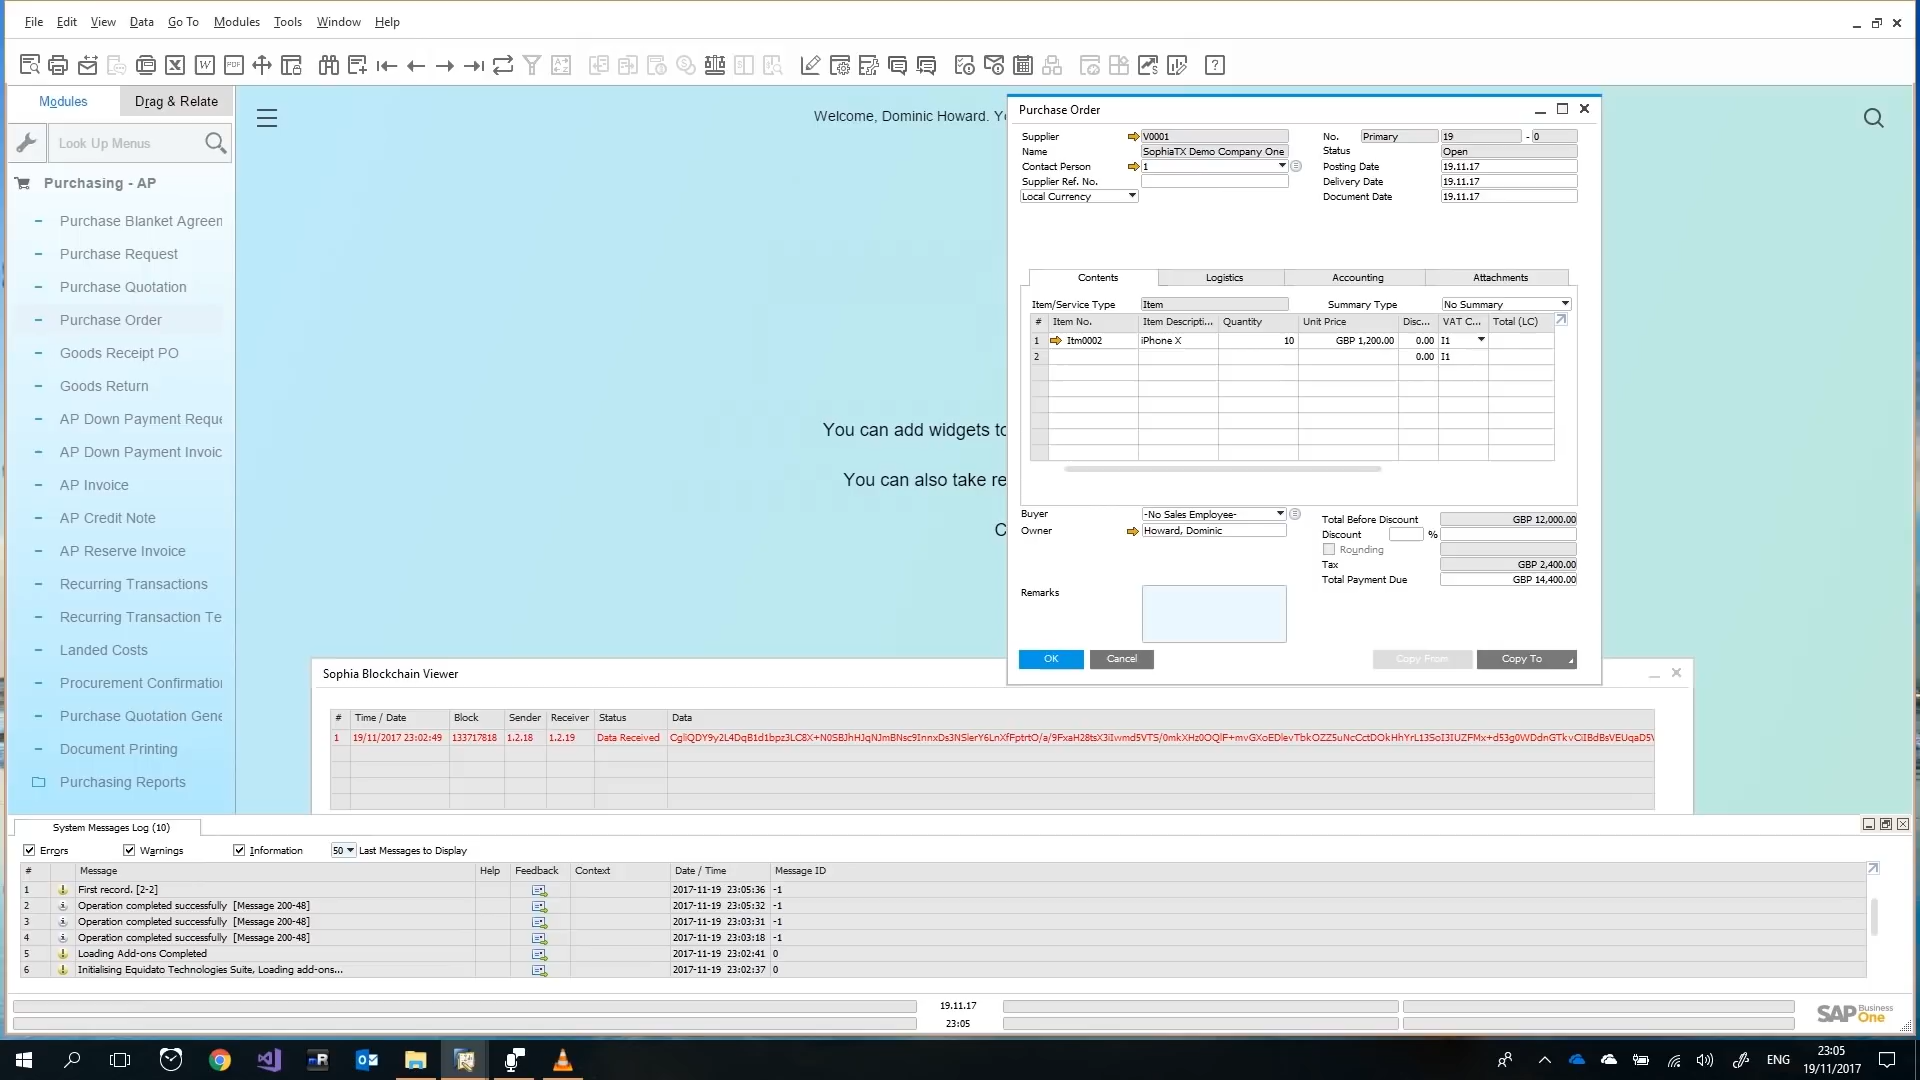 File Edit View Data Go To Modules Tools Window Help
Modules Drag & Relate
Look Up Menus
Purchasing - AP
Purchase Blanket Agreen
Purchase Request
Purchase Quotation
Purchase Order
Goods Receipt PO
Goods Return
AP Down Payment Reque
AP Down Payment Invoic
AP Invoice
AP Credit Note
AP Reserve Invoice
Recurring Transactions
Recurring Transaction Te
Landed Costs
Procurement Confirmation
Purchase Quotation Gene
Document Printing
Purchasing Reports
Welcome, Dominic Howard. Yo
You can add widgets to
You can also take re
C
Purchase Order
Supplier V0001 No. Primary 19 - 0
Name SophiaTX Demo Company One Status Open
Contact Person 1 Posting Date 19.11.17
Supplier Ref. No. Delivery Date 19.11.17
Local Currency Document Date 19.11.17
Contents Logistics Accounting Attachments
Item/Service Type Item Summary Type No Summary
# Item No. Item Descripti... Quantity Unit Price Disc... VAT C... Total (LC)
1 Itm0002 iPhone X 10 GBP 1,200.00 0.00 I1
2 0.00 I1
Buyer -No Sales Employee- Total Before Discount GBP 12,000.00
Owner Howard, Dominic Discount %
Rounding
Tax GBP 2,400.00
Total Payment Due GBP 14,400.00
Remarks
OK Cancel Copy From Copy To
Sophia Blockchain Viewer
# Time / Date Block Sender Receiver Status Data
1 19/11/2017 23:02:49 133717818 1.2.18 1.2.19 Data Received
System Messages Log (10)
Errors Warnings Information 50 Last Messages to Display
# Message Help Feedback Context Date / Time Message ID
1 First record. [2-2] 2017-11-19 23:05:36 -1
2 Operation completed successfully [Message 200-48] 2017-11-19 23:05:32 -1
3 Operation completed successfully [Message 200-48] 2017-11-19 23:03:31 -1
4 Operation completed successfully [Message 200-48] 2017-11-19 23:03:18 -1
5 Loading Add-ons Completed 2017-11-19 23:02:41 0
6 Initialising Equidato Technologies Suite, Loading add-ons... 2017-11-19 23:02:37 0
19.11.17
23:05
SAP Business One
ENG
23:05
19/11/2017